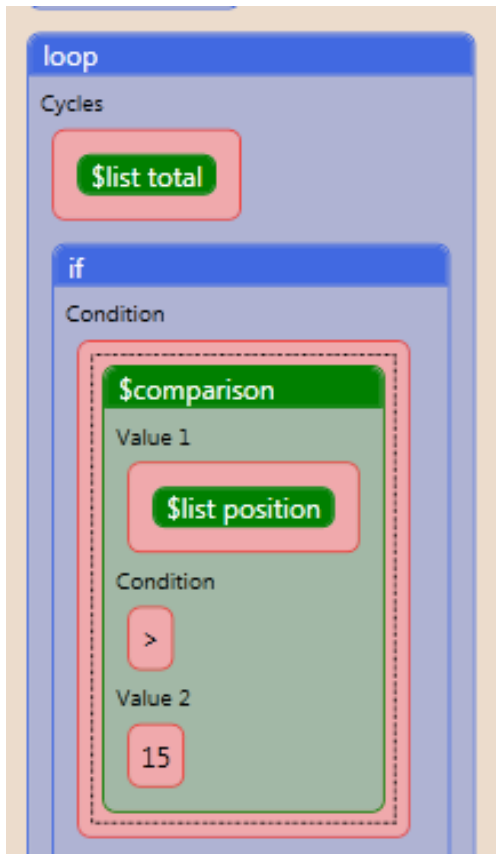 loop
Cycles
$list total
if
Condition
$comparison
Value 1
$list position
Condition
>
Value 2
15